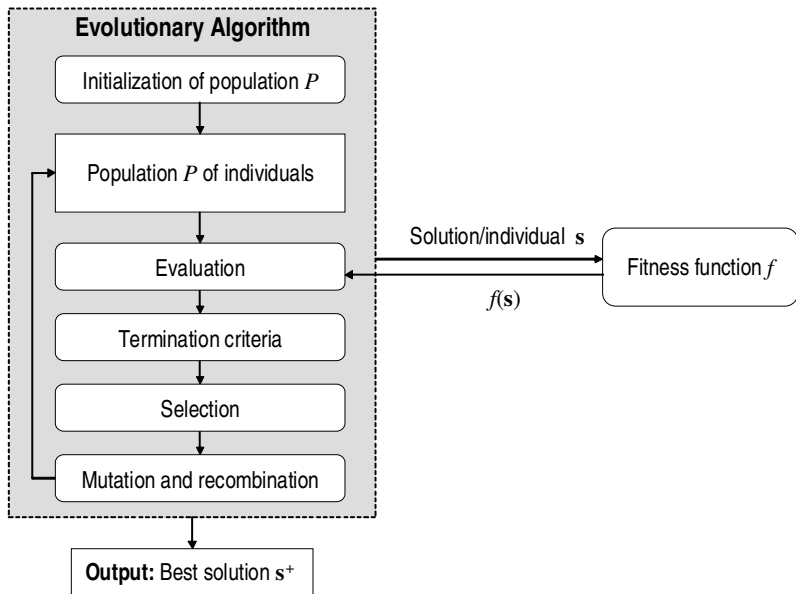 Evolutionary Algorithm
Initialization of population P
Population P of individuals
Evaluation
Termination criteria
Selection
Mutation and recombination
Solution/individual s
f(s)
Fitness function f
Output: Best solution s⁺